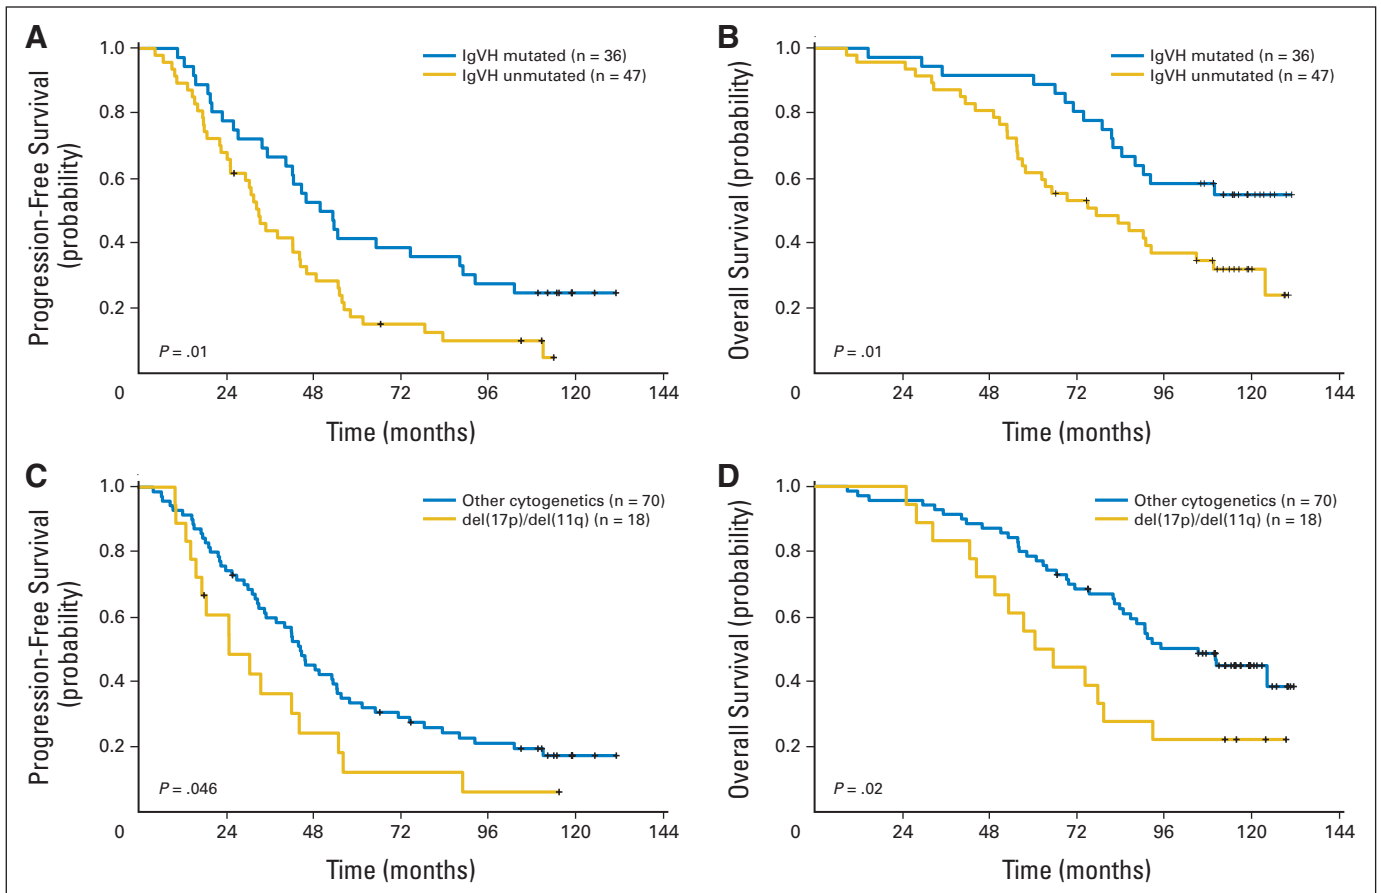 A
IgVH mutated (n = 36)
IgVH unmutated (n = 47)
Progression-Free Survival
(probability)
1.0
0.8
0.6
0.4
0.2
P = .01
0
24
48
72
96
120
144
Time (months)
B
IgVH mutated (n = 36)
IgVH unmutated (n = 47)
Overall Survival (probability)
1.0
0.8
0.6
0.4
0.2
P = .01
0
24
48
72
96
120
144
Time (months)
C
Other cytogenetics (n = 70)
del(17p)/del(11q) (n = 18)
Progression-Free Survival
(probability)
1.0
0.8
0.6
0.4
0.2
P = .046
0
24
48
72
96
120
144
Time (months)
D
Other cytogenetics (n = 70)
del(17p)/del(11q) (n = 18)
Overall Survival (probability)
1.0
0.8
0.6
0.4
0.2
P = .02
0
24
48
72
96
120
144
Time (months)